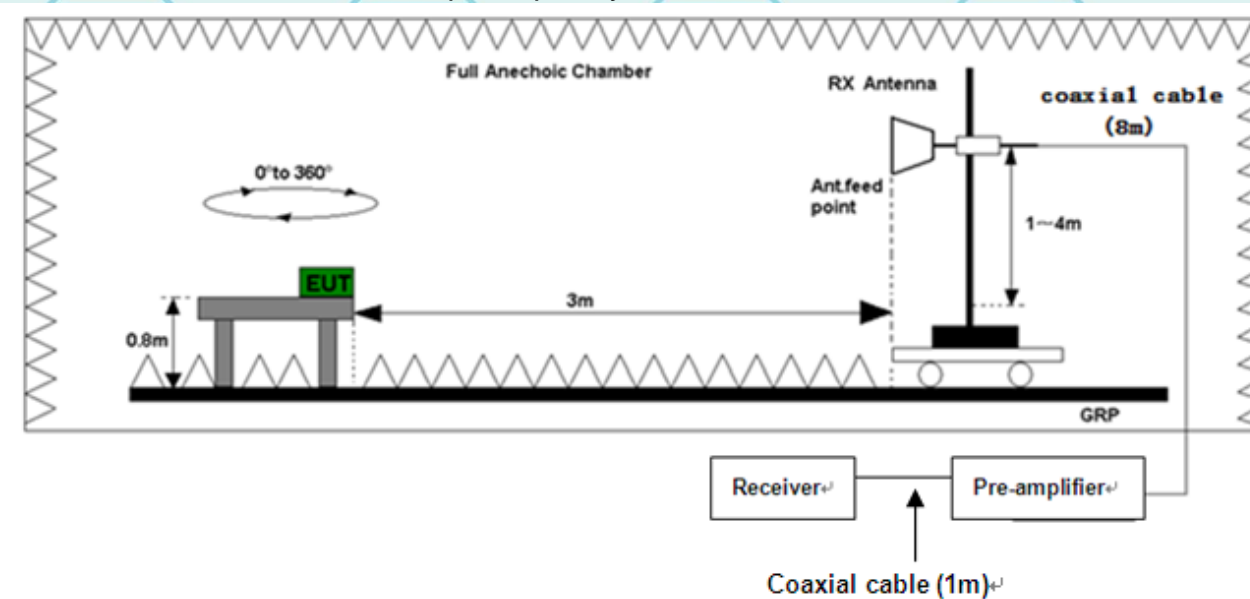 Full Anechoic Chamber
RX Antenna
coaxial cable
(8m)
0°to 360°
Ant.feed
point
1～4m
EUT
3m
0.8m
GRP
Receiver↵
Pre-amplifier↵
Coaxial cable (1m)↵